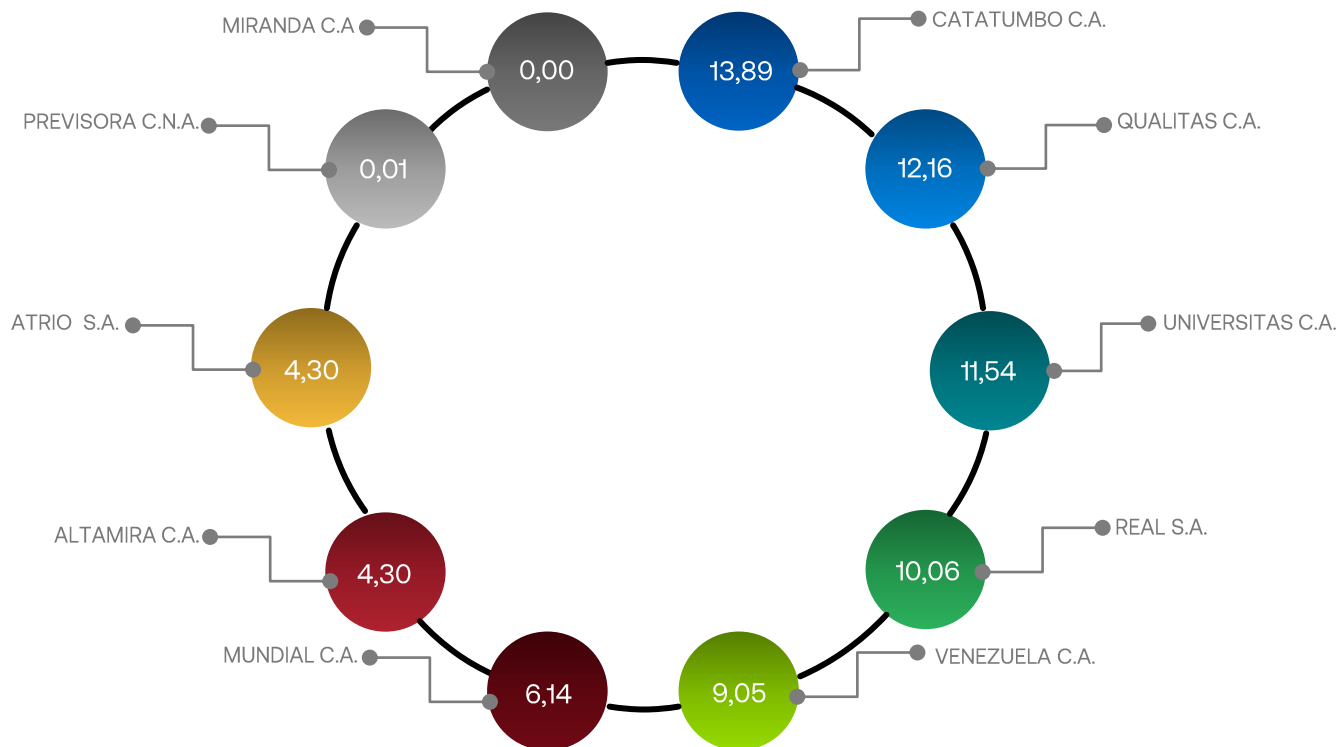 MIRANDA C.A
0,00
13,89
CATATUMBO C.A.
PREVISORA C.N.A.
0,01
12,16
QUALITAS C.A.
ATRIO S.A.
4,30
11,54
UNIVERSITAS C.A.
ALTAMIRA C.A.
4,30
10,06
REAL S.A.
MUNDIAL C.A.
6,14
9,05
VENEZUELA C.A.